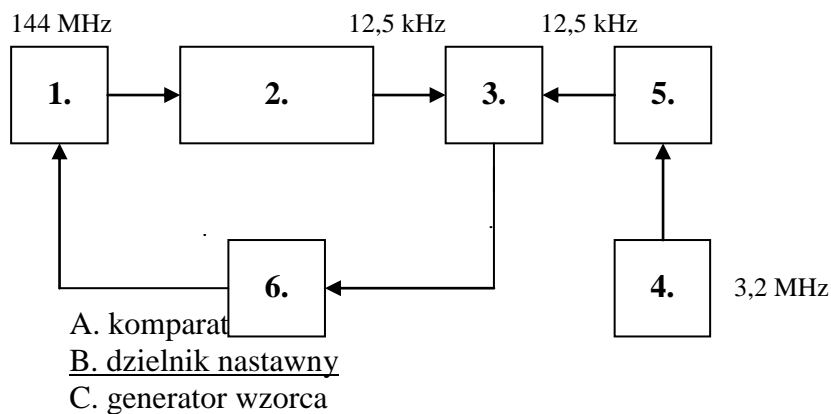 144 MHz 12,5 kHz 12,5 kHz
1. 2. 3. 5.
6. 4. 3,2 MHz
A. komparat
B. dzielnik nastawny
C. generator wzorca